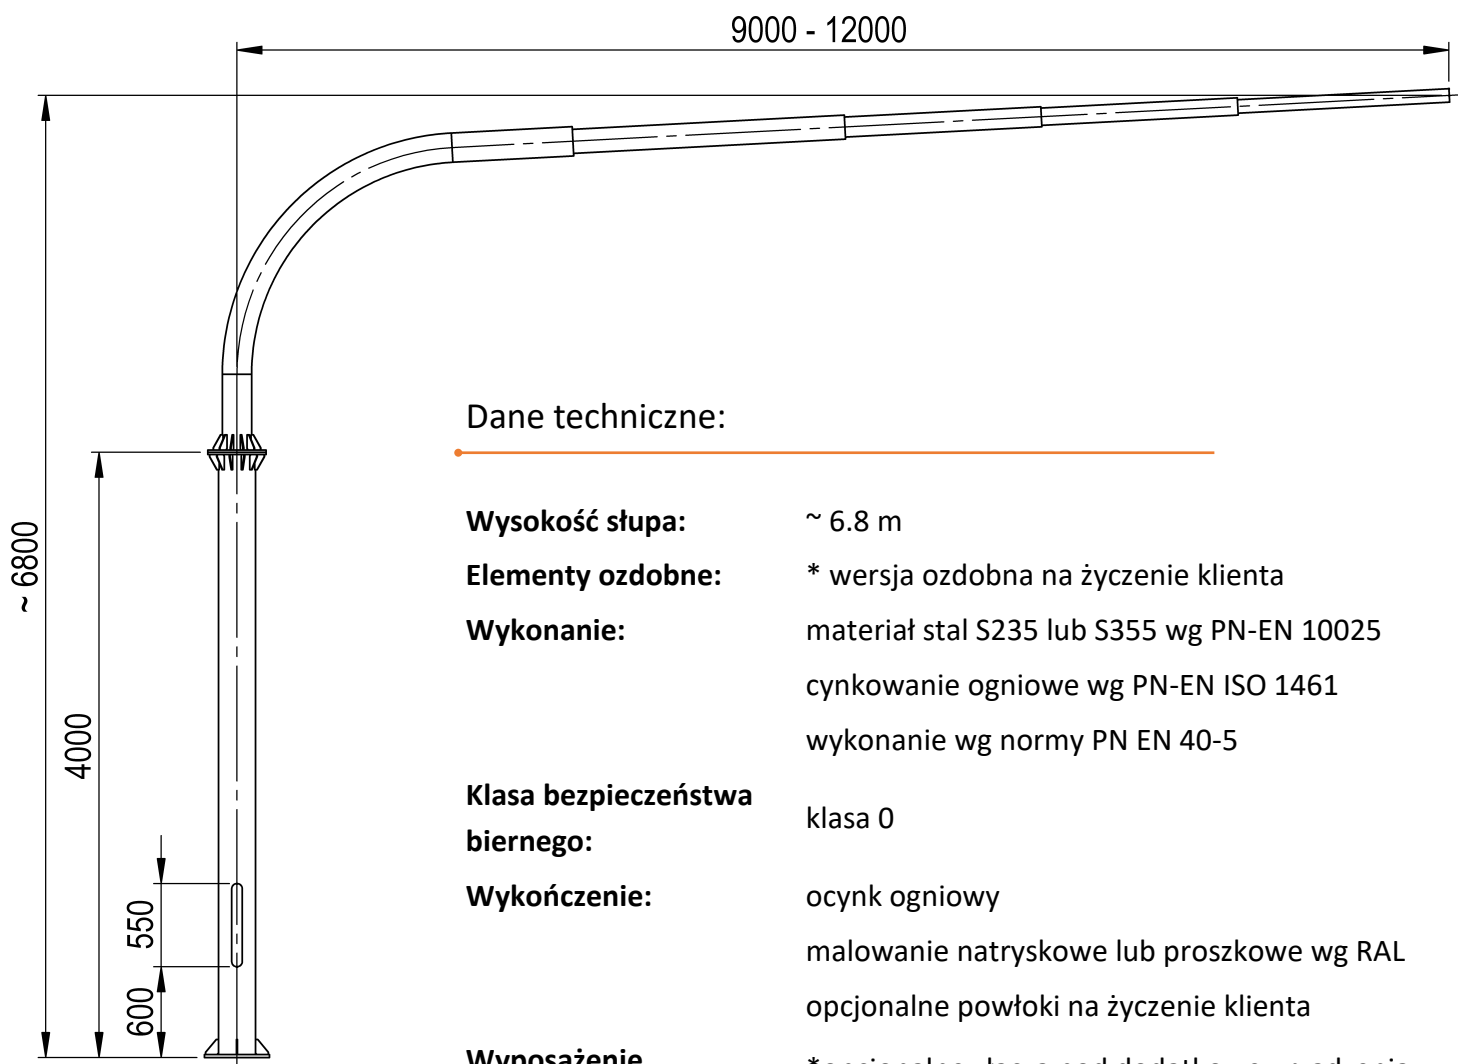 9000 - 12000
Dane techniczne:
~ 6800
4000
550
600
Wysokość słupa: ~ 6.8 m
Elementy ozdobne: * wersja ozdobna na życzenie klienta
Wykonanie: materiał stal S235 lub S355 wg PN-EN 10025
cynkowanie ogniowe wg PN-EN ISO 1461
wykonanie wg normy PN EN 40-5
Klasa bezpieczeństwa
biernego:
klasa 0
Wykończenie: ocynk ogniowy
malowanie natryskowe lub proszkowe wg RAL
opcjonalne powłoki na życzenie klienta
Wyposażenie